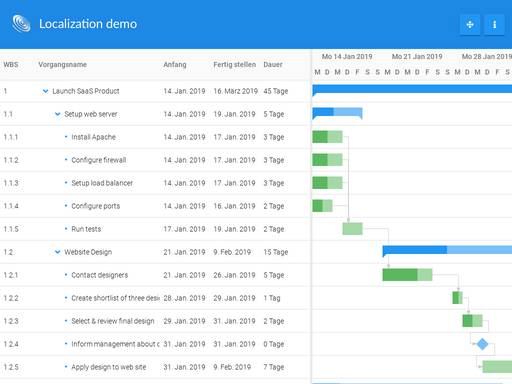 Localization demo
WBS Vorgangsname Anfang Fertig stellen Dauer
Mo 14 Jan 2019 Mo 21 Jan 2019 Mo 28 Jan 2019
M D M D F S S M D M D F S S M D M D F S
1 Launch SaaS Product 14. Jan. 2019 16. März 2019 45 Tage
1.1 Setup web server 14. Jan. 2019 19. Jan. 2019 5 Tage
1.1.1 Install Apache 14. Jan. 2019 17. Jan. 2019 3 Tage
1.1.2 Configure firewall 14. Jan. 2019 17. Jan. 2019 3 Tage
1.1.3 Setup load balancer 14. Jan. 2019 17. Jan. 2019 3 Tage
1.1.4 Configure ports 14. Jan. 2019 16. Jan. 2019 2 Tage
1.1.5 Run tests 17. Jan. 2019 19. Jan. 2019 2 Tage
1.2 Website Design 21. Jan. 2019 9. Feb. 2019 15 Tage
1.2.1 Contact designers 21. Jan. 2019 26. Jan. 2019 5 Tage
1.2.2 Create shortlist of three desi 28. Jan. 2019 29. Jan. 2019 1 Tag
1.2.3 Select & review final design 29. Jan. 2019 31. Jan. 2019 2 Tage
1.2.4 Inform management about c 31. Jan. 2019 31. Jan. 2019 0 Tage
1.2.5 Apply design to web site 31. Jan. 2019 9. Feb. 2019 7 Tage